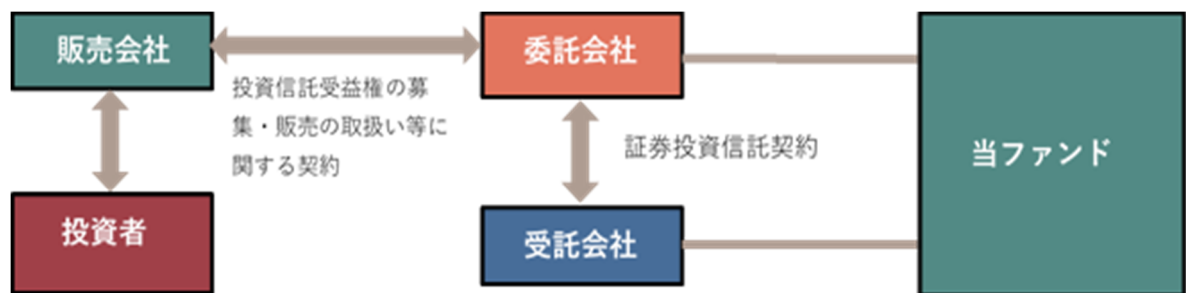 販売会社
委託会社
投資信託受益権の募
集・販売の取扱い等に
関する契約
証券投資信託契約
当ファンド
投資者
受託会社